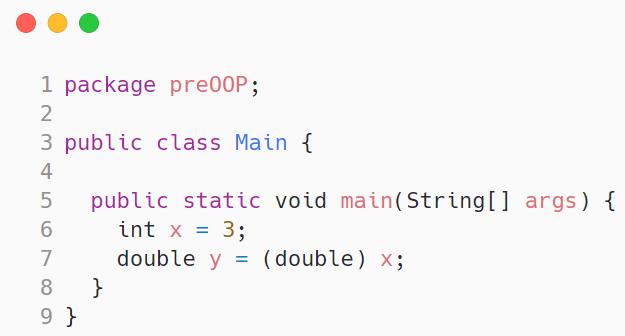 1 package preOOP;
2
3 public class Main {
4
5   public static void main(String[] args) {
6     int x = 3;
7     double y = (double) x;
8   }
9 }